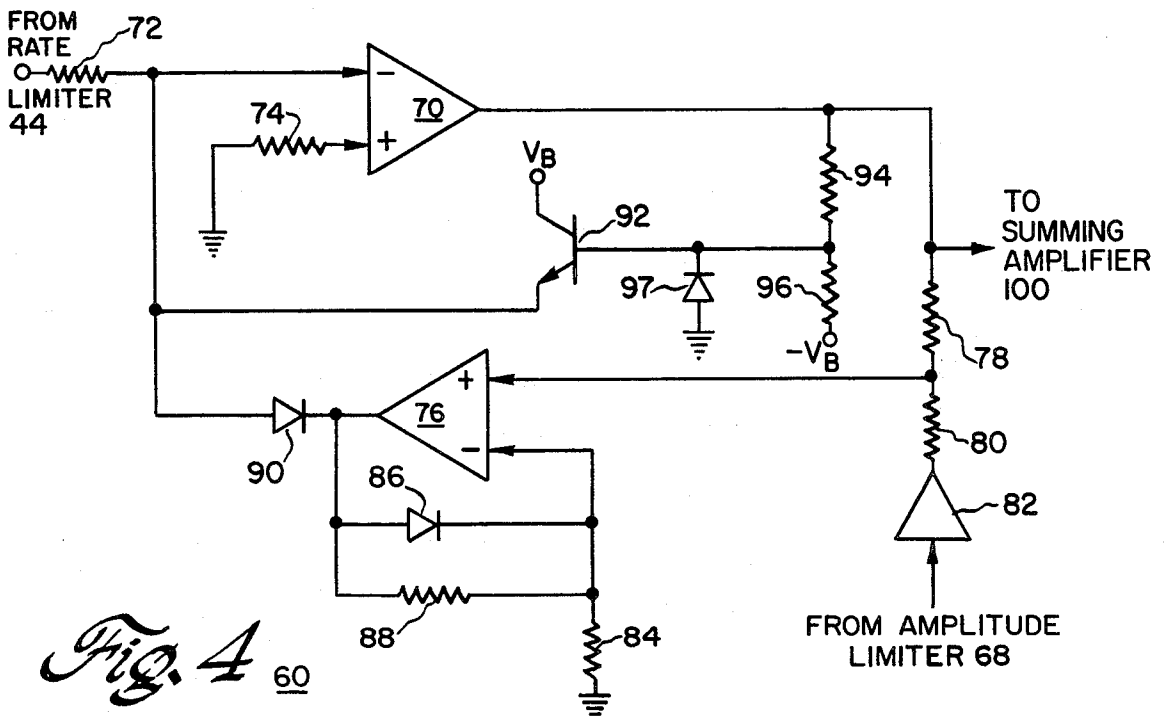 FROM
RATE
LIMITER
44
72
74
−
70
+
V_B
92
94
97
96
−V_B
TO
SUMMING
AMPLIFIER
100
78
+
76
−
90
80
86
82
88
84
FROM AMPLITUDE
LIMITER 68
Fig. 4
60